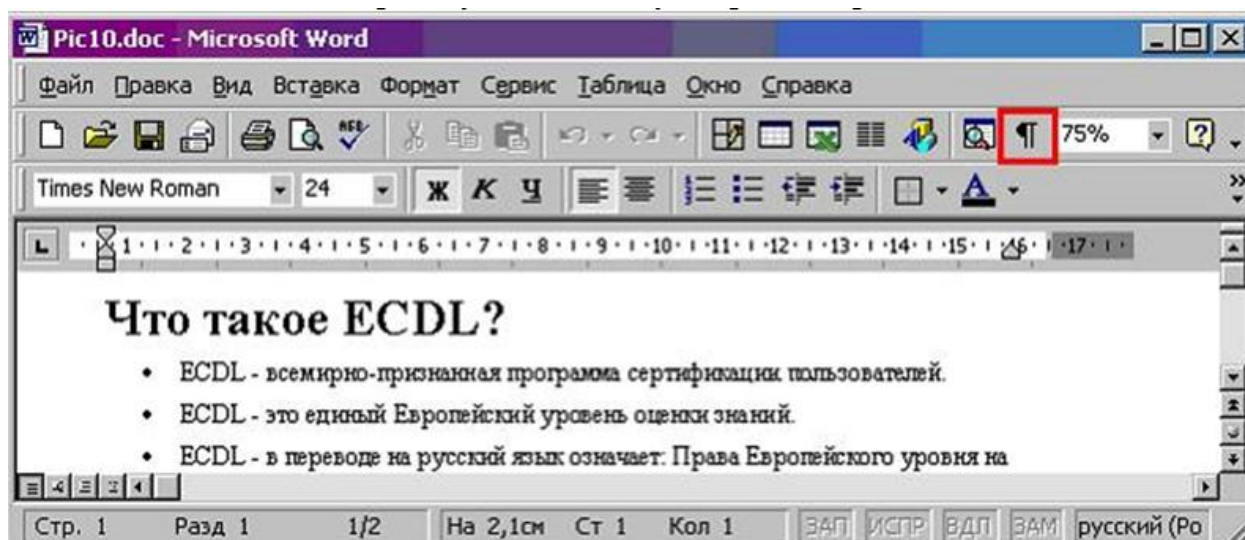 Pic10.doc - Microsoft Word
Файл Правка Вид Вставка Формат Сервис Таблица Окно Справка
¶ 75%
Times New Roman 24 Ж К Ч
1 2 3 4 5 6 7 8 9 10 11 12 13 14 15 16 17
Что такое ECDL?
• ECDL - всемирно-признанная программа сертификации пользователей.
• ECDL - это единый Европейский уровень оценки знаний.
• ECDL - в переводе на русский язык означает: Права Европейского уровня на
Стр. 1 Разд 1 1/2 На 2,1см Ст 1 Кол 1 ЗАП ИСПР ВДЛ ЗАМ русский (Ро